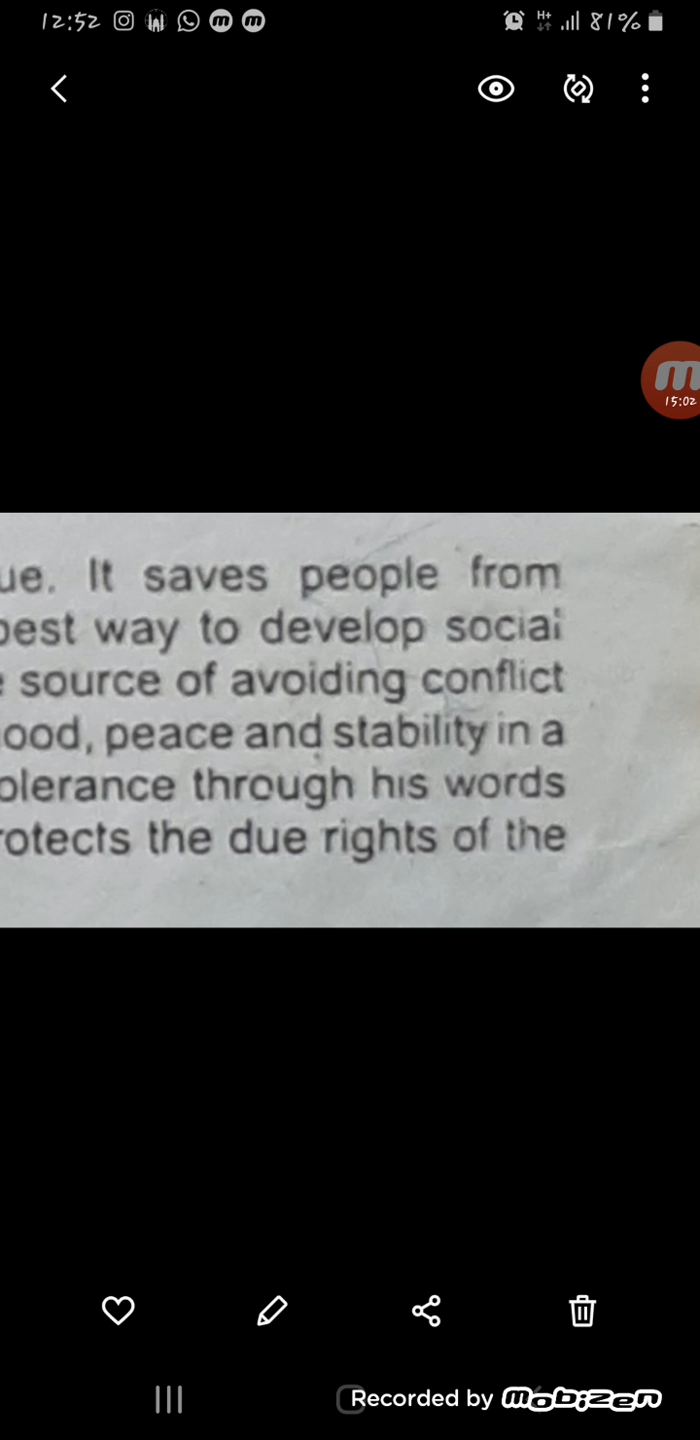 12:52
81%
15:02
ue. It saves people from
best way to develop social
e source of avoiding conflict
ood, peace and stability in a
olerance through his words
rotects the due rights of the
Recorded by mobizen